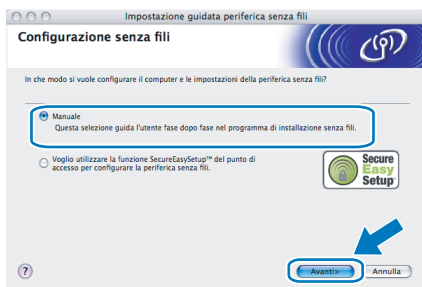 Impostazione guidata periferica senza fili
Configurazione senza fili
In che modo si vuole configurare il computer e le impostazioni della periferica senza fili?
Manuale
Questa selezione guida l'utente fase dopo fase nel programma di installazione senza fili.
Voglio utilizzare la funzione SecureEasySetup™ del punto di
accesso per configurare la periferica senza fili.
Secure
Easy
Setup
?
Avanti>
Annulla